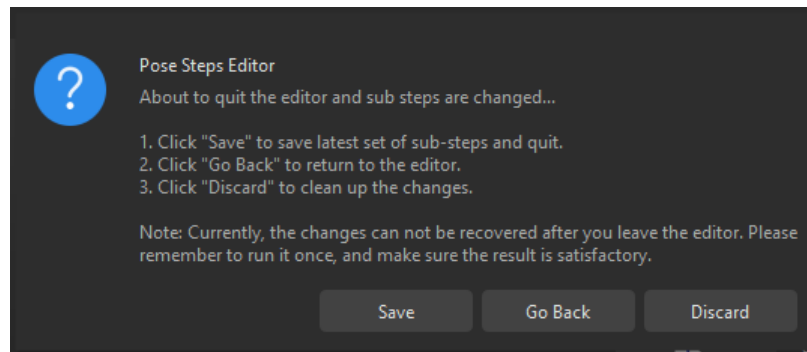 Pose Steps Editor
About to quit the editor and sub steps are changed...
1. Click "Save" to save latest set of sub-steps and quit.
2. Click "Go Back" to return to the editor.
3. Click "Discard" to clean up the changes.
Note: Currently, the changes can not be recovered after you leave the editor. Please
remember to run it once, and make sure the result is satisfactory.
Save
Go Back
Discard